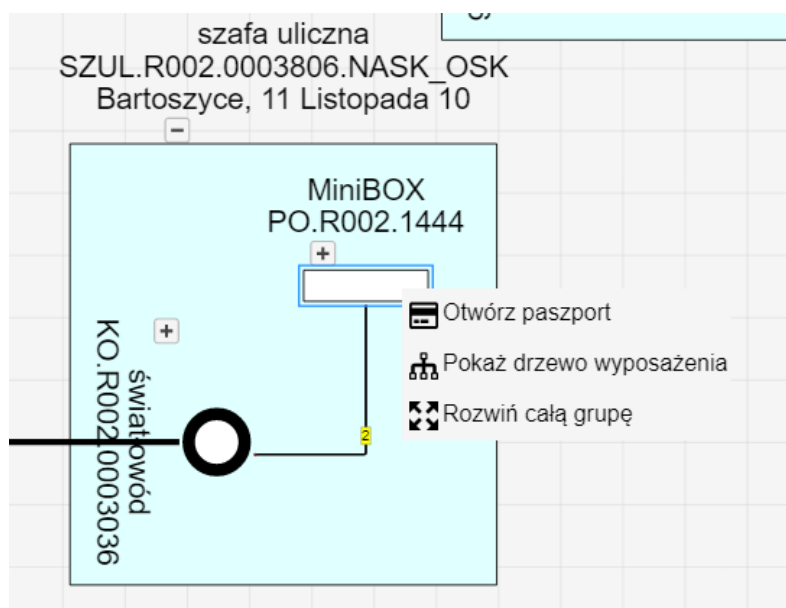 szafa uliczna
SZUL.R002.0003806.NASK_OSK
Bartoszyce, 11 Listopada 10
MiniBOX
PO.R002.1444
Otwórz paszport
Pokaż drzewo wyposażenia
Rozwiń całą grupę
światłowód
KO.R002.0003036
2